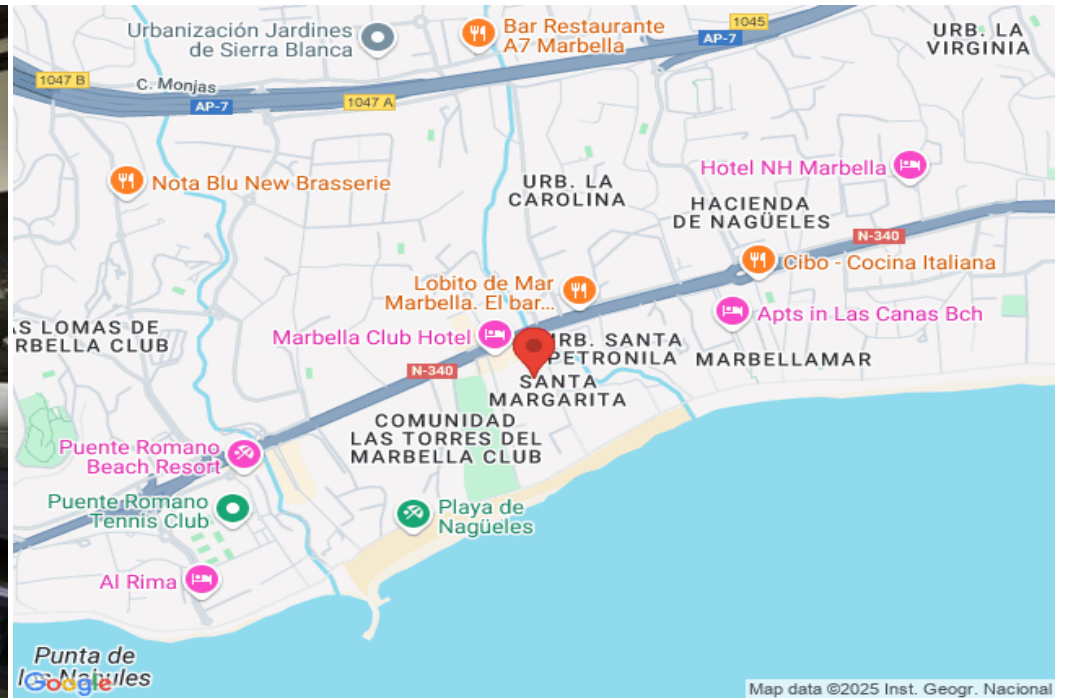 Urbanización Jardines
de Sierra Blanca
Bar Restaurante
A7 Marbella
1045
AP-7
URB. LA
VIRGINIA
1047 B
C. Monjas
AP-7
1047 A
Nota Blu New Brasserie
URB. LA
CAROLINA
Hotel NH Marbella
HACIENDA
DE NAGÜELES
N-340
Cibo - Cocina Italiana
Lobito de Mar
Marbella. El bar...
Apts in Las Canas Bch
AS LOMAS DE
RBELLA CLUB
Marbella Club Hotel
RB. SANTA
PETRONILA
MARBELLAMAR
N-340
SANTA
MARGARITA
COMUNIDAD
LAS TORRES DEL
MARBELLA CLUB
Puente Romano
Beach Resort
Puente Romano
Tennis Club
Playa de
Nagüeles
Al Rima
Punta de
Google
Map data ©2025 Inst. Geogr. Nacional